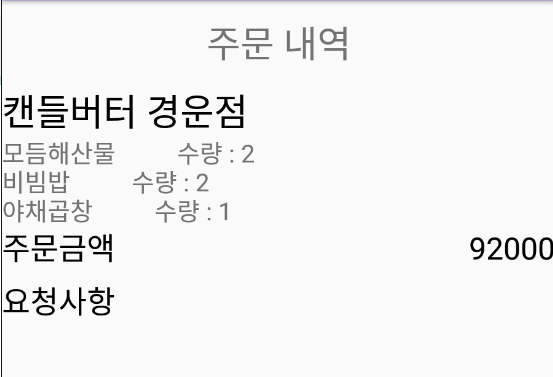 주문 내역
캔들버터 경운점
모듬해산물 수량 : 2
비빔밥 수량 : 2
야채곱창 수량 : 1
주문금액 92000
요청사항